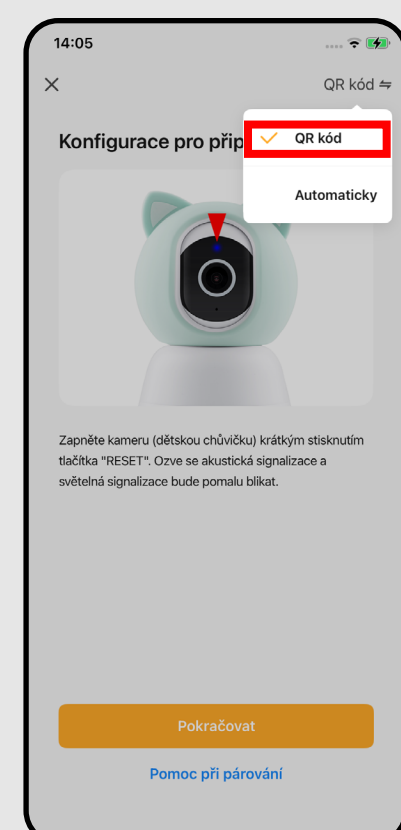 14:05
QR kód
Konfigurace pro přip
QR kód
Automaticky
Zapněte kameru (dětskou chůvičku) krátkým stisknutím
tlačítka "RESET". Ozve se akustická signalizace a
světelná signalizace bude pomalu blikat.
Pokračovat
Pomoc při párování